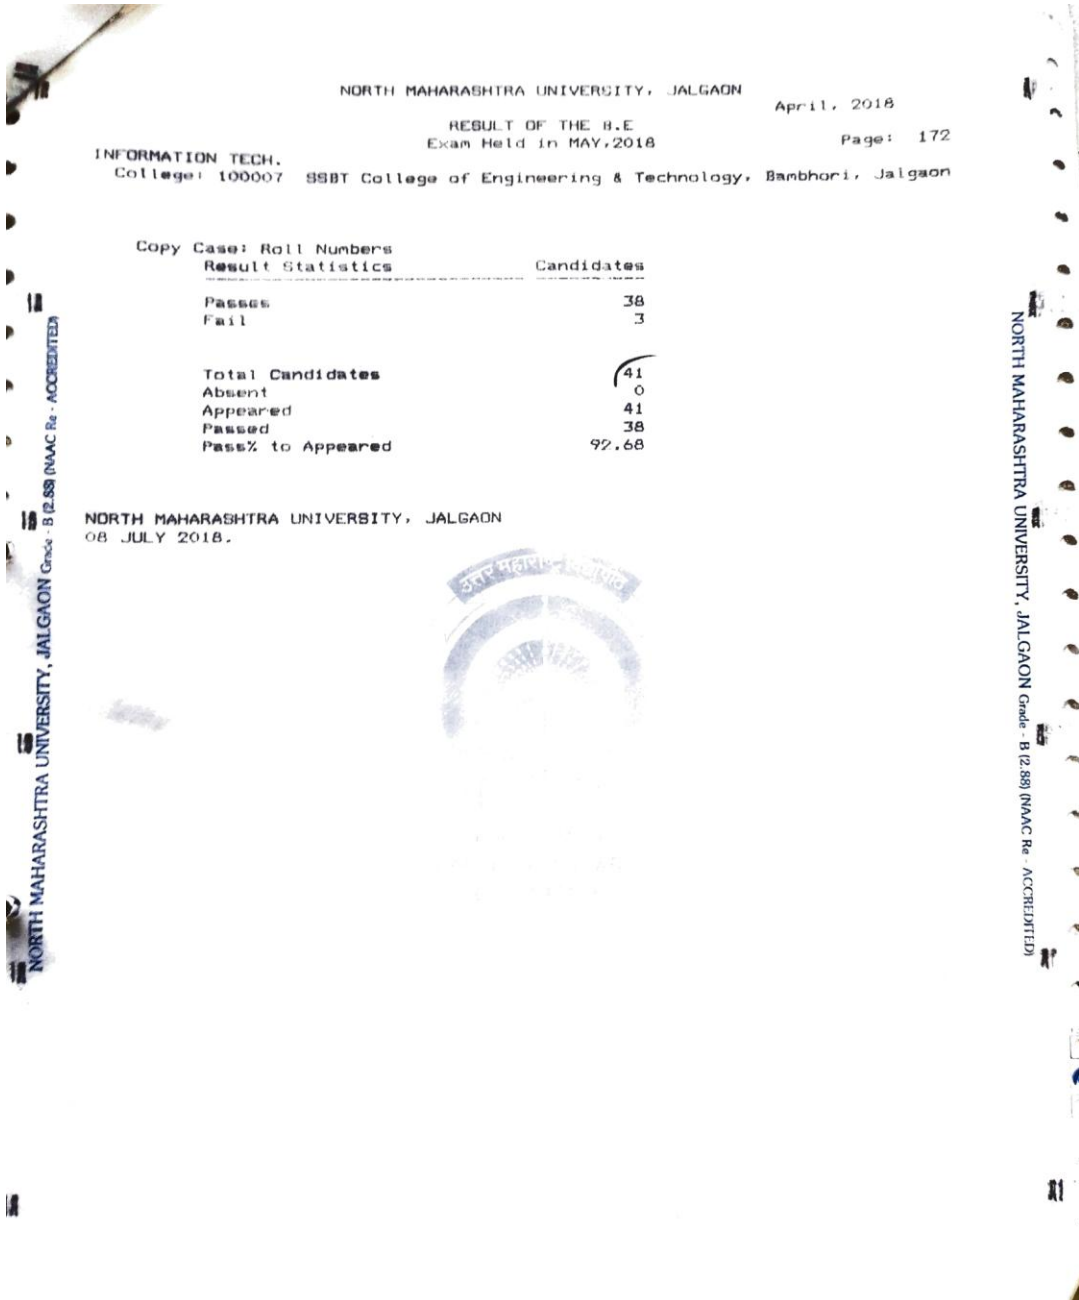 NORTH MAHARASHTRA UNIVERSITY, JALGAON
April, 2018
RESULT OF THE B.E
Exam Held in MAY,2018
Page: 172
INFORMATION TECH.
College: 100007 SSBT College of Engineering & Technology, Bambhori, Jalgaon
Copy Case: Roll Numbers
Result Statistics Candidates
Passes 38
Fail 3
Total Candidates 41
Absent 0
Appeared 41
Passed 38
Pass% to Appeared 92.68
NORTH MAHARASHTRA UNIVERSITY, JALGAON
08 JULY 2018.
उत्तर महाराष्ट्र विद्यापीठ
NORTH MAHARASHTRA UNIVERSITY, JALGAON Grade - B (2.88) (NAAC Re - ACCREDITED)
NORTH MAHARASHTRA UNIVERSITY, JALGAON Grade - B (2.88) (NAAC Re - ACCREDITED)